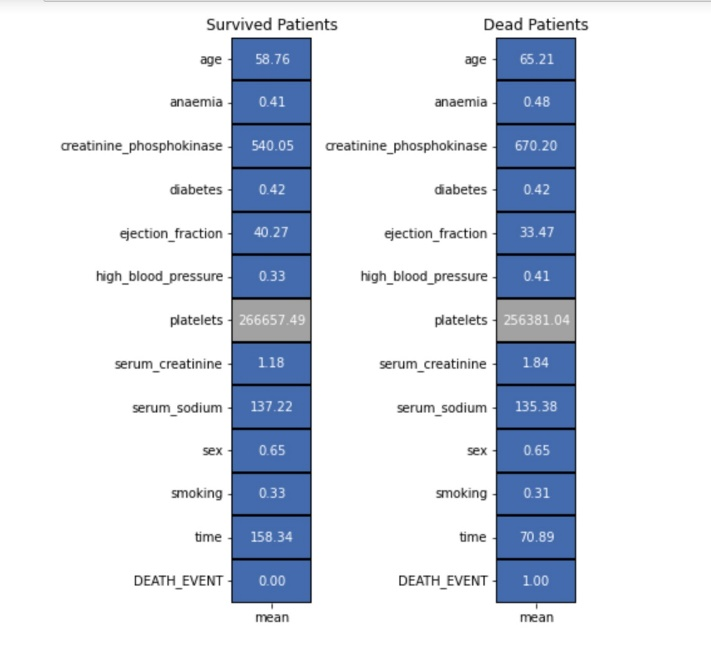 Survived Patients
Dead Patients
age 58.76 age 65.21
anaemia 0.41 anaemia 0.48
creatinine_phosphokinase 540.05 creatinine_phosphokinase 670.20
diabetes 0.42 diabetes 0.42
ejection_fraction 40.27 ejection_fraction 33.47
high_blood_pressure 0.33 high_blood_pressure 0.41
platelets 266657.49 platelets 256381.04
serum_creatinine 1.18 serum_creatinine 1.84
serum_sodium 137.22 serum_sodium 135.38
sex 0.65 sex 0.65
smoking 0.33 smoking 0.31
time 158.34 time 70.89
DEATH_EVENT 0.00 DEATH_EVENT 1.00
mean mean